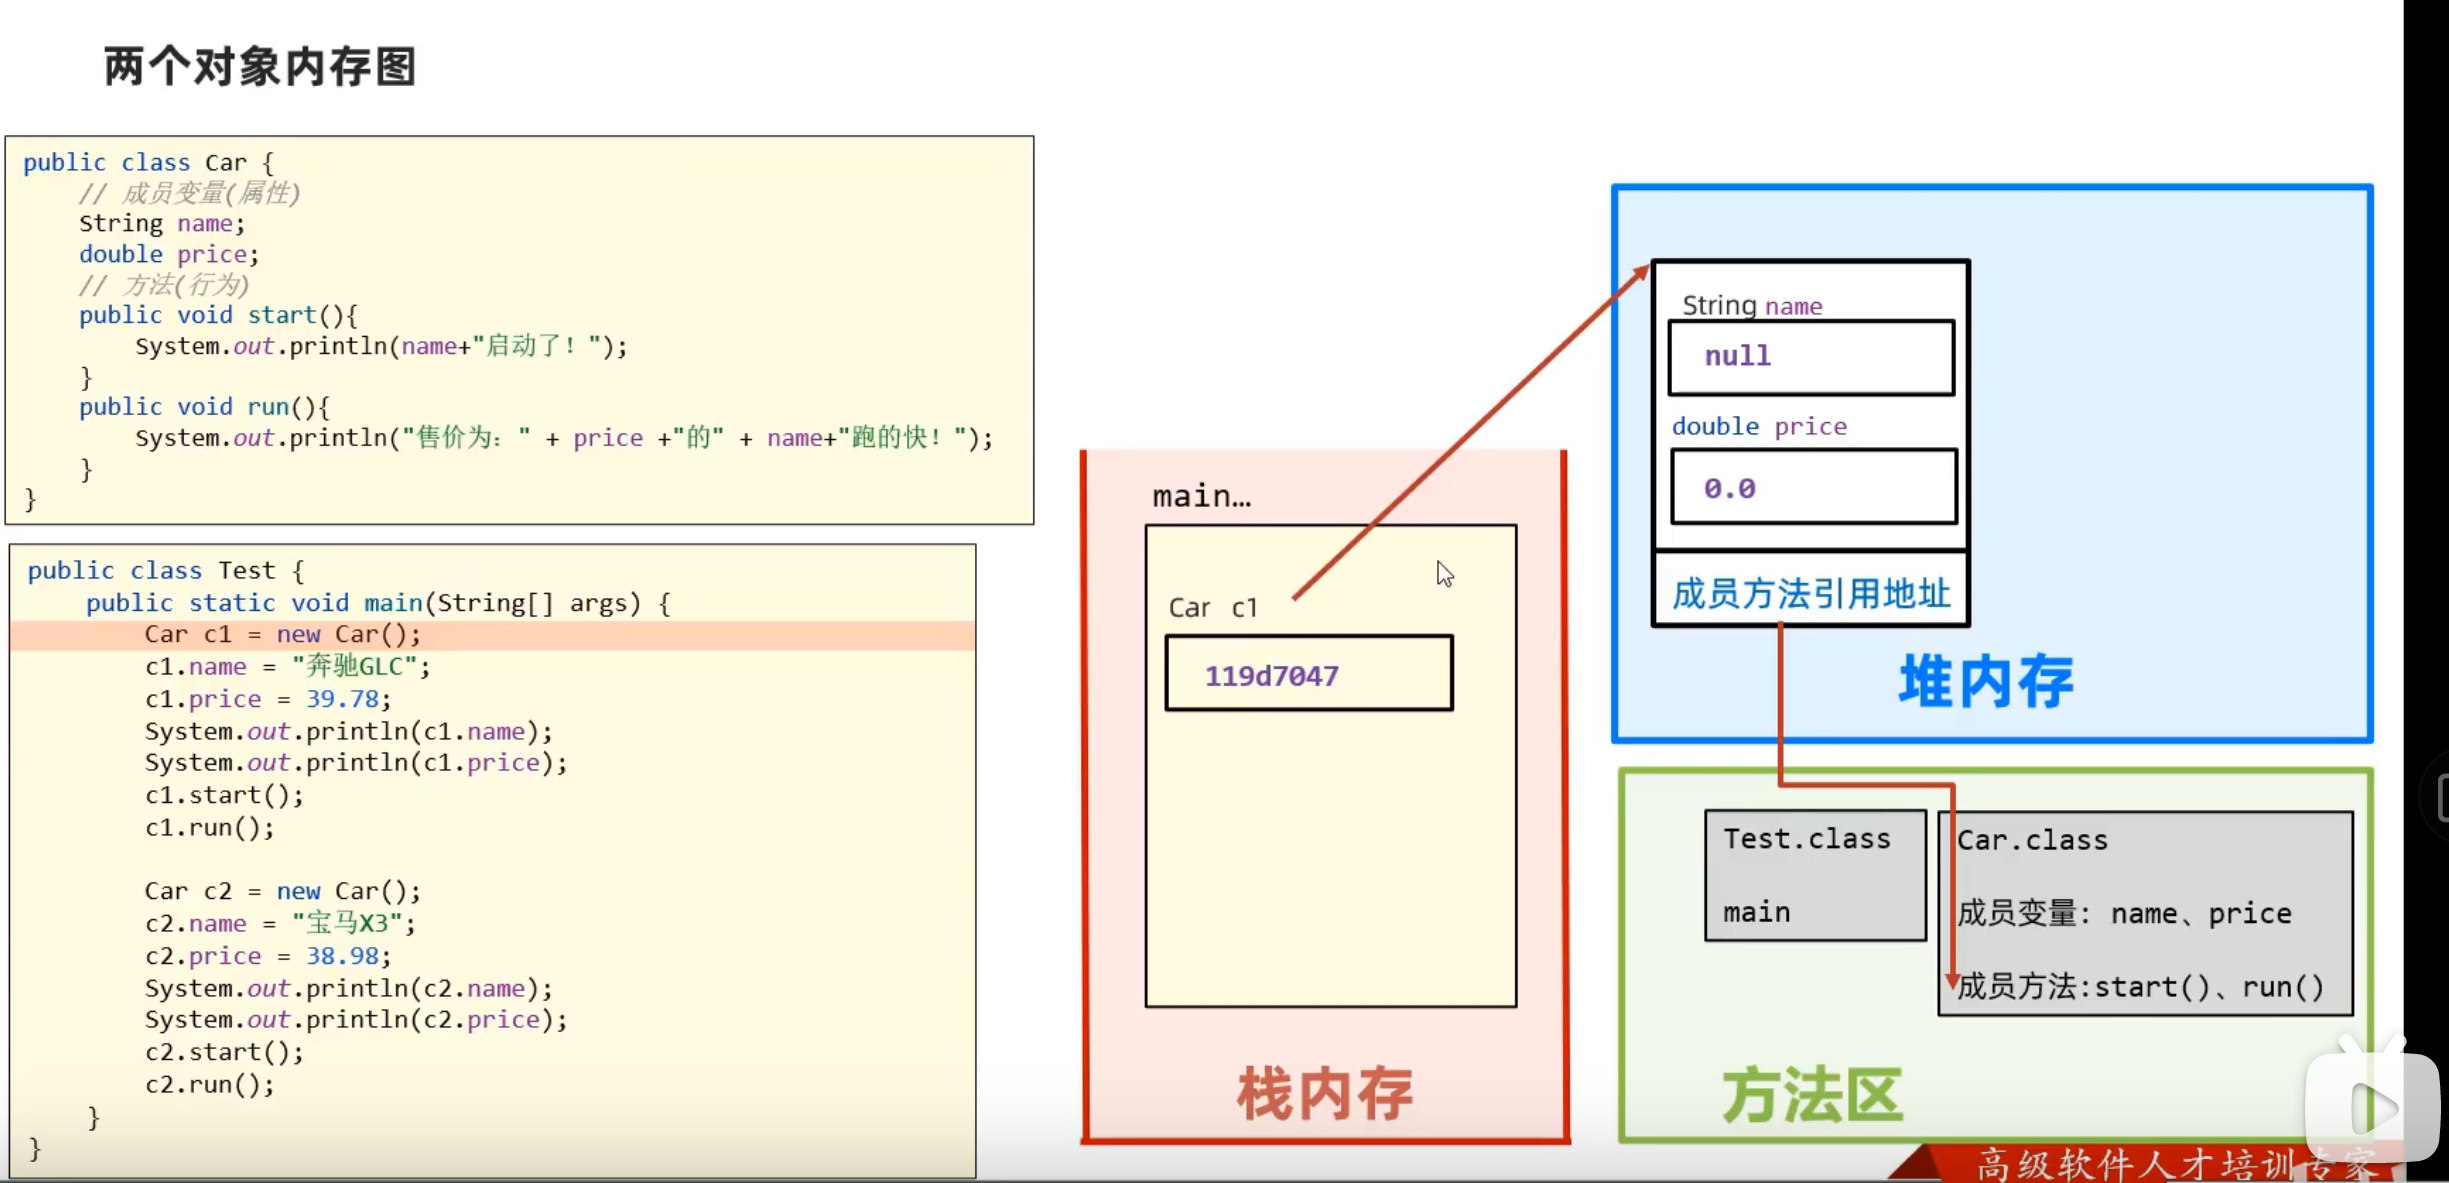 两个对象内存图
public class Car {
// 成员变量(属性)
String name;
double price;
// 方法(行为)
public void start(){
System.out.println(name+"启动了！");
}
public void run(){
System.out.println("售价为：" + price +"的" + name+"跑的快！");
}
}
public class Test {
public static void main(String[] args) {
Car c1 = new Car();
c1.name = "奔驰GLC";
c1.price = 39.78;
System.out.println(c1.name);
System.out.println(c1.price);
c1.start();
c1.run();
Car c2 = new Car();
c2.name = "宝马X3";
c2.price = 38.98;
System.out.println(c2.name);
System.out.println(c2.price);
c2.start();
c2.run();
}
}
main…
Car c1
119d7047
栈内存
String name
null
double price
0.0
成员方法引用地址
堆内存
Test.class
main
Car.class
成员变量：name、price
成员方法:start()、run()
方法区
高级软件人才培训专家